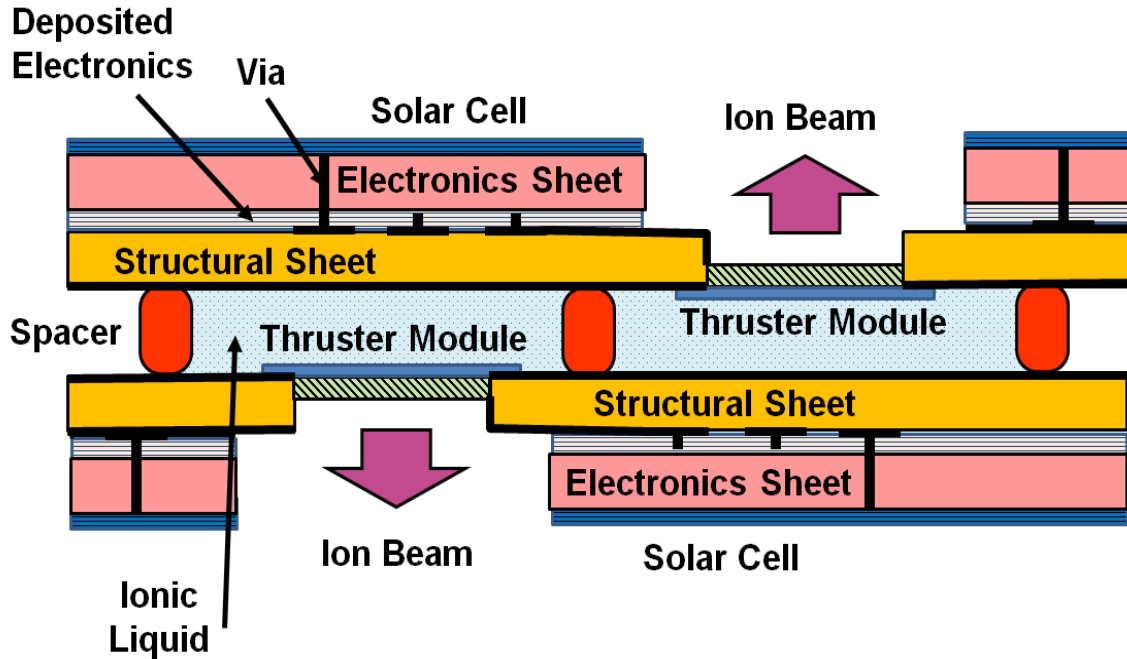 Deposited
Electronics
Via
Solar Cell
Ion Beam
Electronics Sheet
Structural Sheet
Spacer
Thruster Module
Thruster Module
Structural Sheet
Electronics Sheet
Ion Beam
Solar Cell
Ionic
Liquid